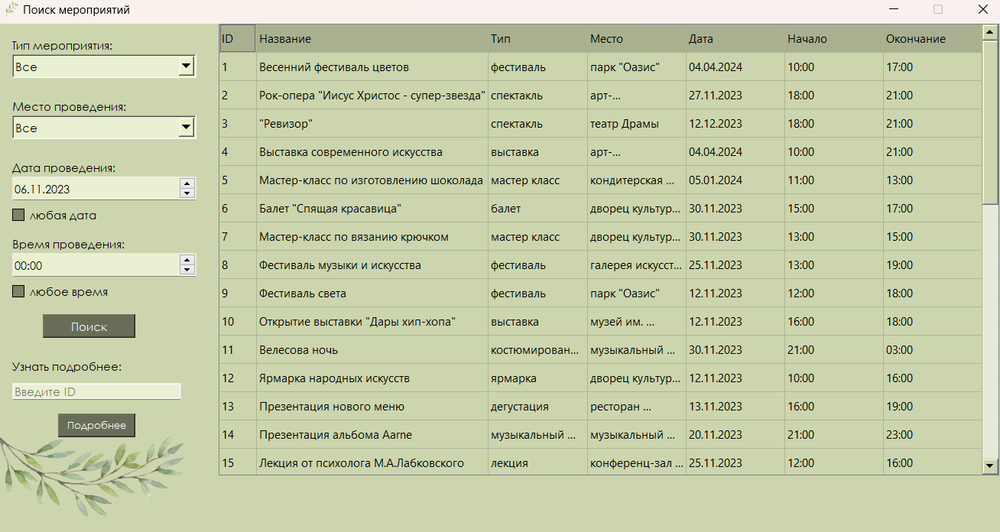 Поиск мероприятий
Тип мероприятия:
Все
Место проведения:
Все
Дата проведения:
06.11.2023
любая дата
Время проведения:
00:00
любое время
Поиск
Узнать подробнее:
Введите ID
Подробнее
ID Название Тип Место Дата Начало Окончание
1 Весенний фестиваль цветов фестиваль парк "Оазис" 04.04.2024 10:00 17:00
2 Рок-опера "Иисус Христос - супер-звезда" спектакль арт-... 27.11.2023 18:00 21:00
3 "Ревизор" спектакль театр Драмы 12.12.2023 18:00 21:00
4 Выставка современного искусства выставка арт-... 04.04.2024 10:00 21:00
5 Мастер-класс по изготовлению шоколада мастер класс кондитерская ... 05.01.2024 11:00 13:00
6 Балет "Спящая красавица" балет дворец культур... 30.11.2023 15:00 17:00
7 Мастер-класс по вязанию крючком мастер класс дворец культур... 30.11.2023 13:00 15:00
8 Фестиваль музыки и искусства фестиваль галерея искусст... 25.11.2023 13:00 19:00
9 Фестиваль света фестиваль парк "Оазис" 12.11.2023 12:00 18:00
10 Открытие выставки "Дары хип-хопа" выставка музей им. ... 12.11.2023 16:00 18:00
11 Велесова ночь костюмирован... музыкальный ... 30.11.2023 21:00 03:00
12 Ярмарка народных искусств ярмарка дворец культур... 12.11.2023 10:00 16:00
13 Презентация нового меню дегустация ресторан ... 13.11.2023 16:00 19:00
14 Презентация альбома Aarne музыкальный ... музыкальный ... 20.11.2023 21:00 23:00
15 Лекция от психолога М.А.Лабковского лекция конференц-зал ... 25.11.2023 12:00 16:00